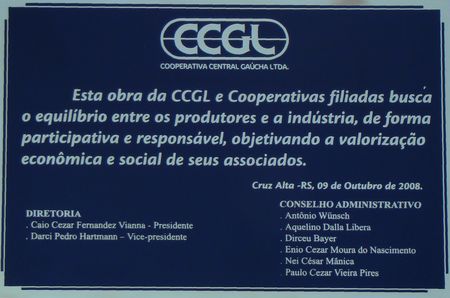 CCGL
COOPERATIVA CENTRAL GAÚCHA LTDA.
Esta obra da CCGL e Cooperativas filiadas busca
o equilíbrio entre os produtores e a indústria, de forma
participativa e responsável, objetivando a valorização
econômica e social de seus associados.
Cruz Alta -RS, 09 de Outubro de 2008.
DIRETORIA
. Caio Cezar Fernandez Vianna - Presidente
. Darci Pedro Hartmann – Vice-presidente
CONSELHO ADMINISTRATIVO
. Antônio Wünsch
. Aquelino Dalla Libera
. Dirceu Bayer
. Enio Cezar Moura do Nascimento
. Nei César Mânica
. Paulo Cezar Vieira Pires